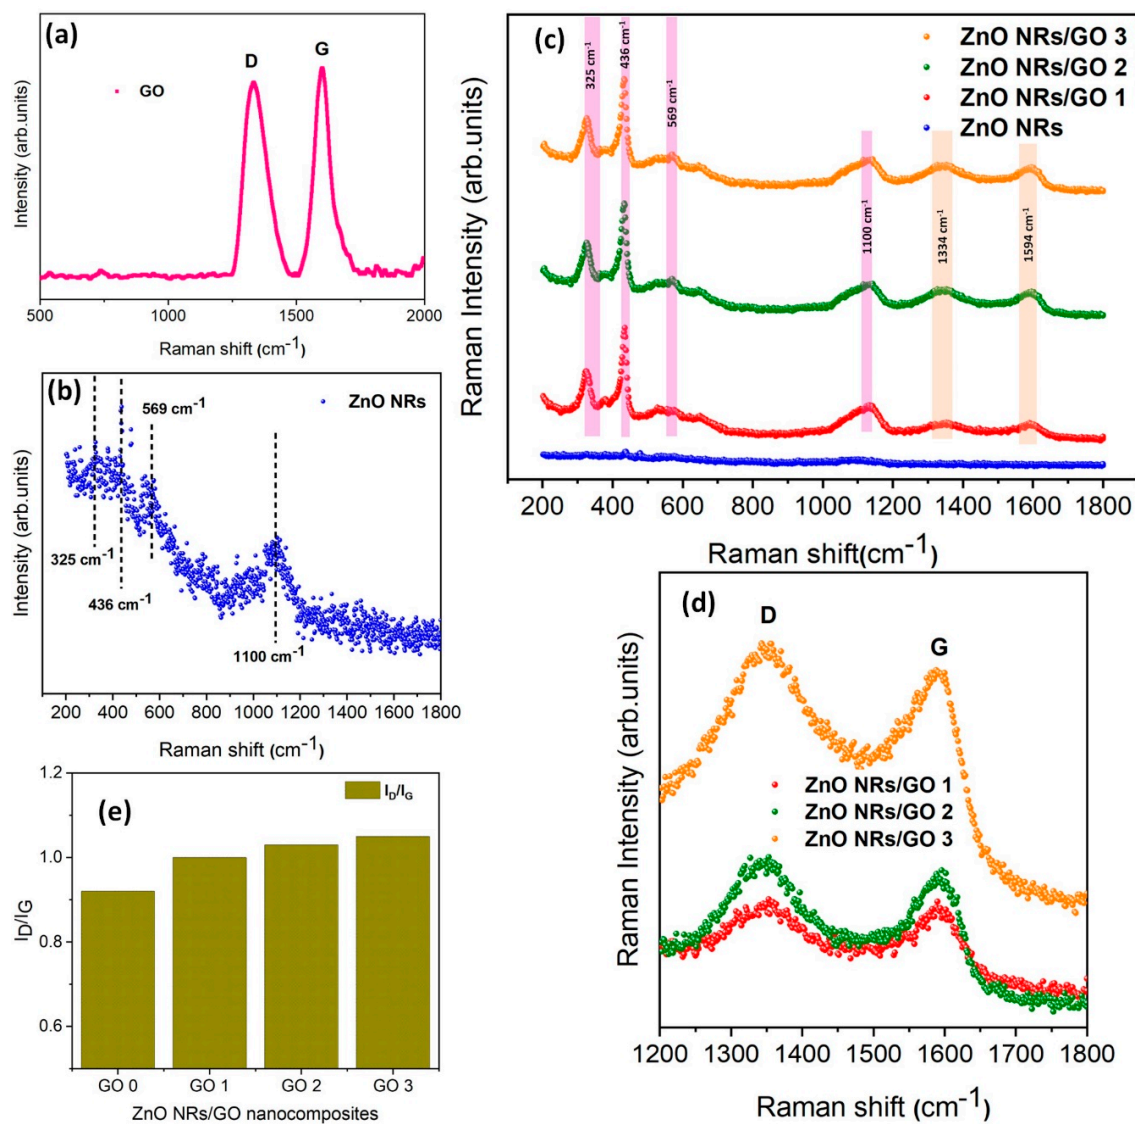 (a)
D
G
GO
Intensity (arb.units)
500
1000
1500
2000
Raman shift (cm⁻¹)
(b)
569 cm⁻¹
ZnO NRs
325 cm⁻¹
436 cm⁻¹
1100 cm⁻¹
Intensity (arb.units)
200 400 600 800 1000 1200 1400 1600 1800
Raman shift (cm⁻¹)
(c)
325 cm⁻¹
436 cm⁻¹
569 cm⁻¹
1100 cm⁻¹
1334 cm⁻¹
1594 cm⁻¹
ZnO NRs/GO 3
ZnO NRs/GO 2
ZnO NRs/GO 1
ZnO NRs
Raman Intensity (arb.units)
200 400 600 800 1000 1200 1400 1600 1800
Raman shift(cm⁻¹)
(d)
D
G
ZnO NRs/GO 1
ZnO NRs/GO 2
ZnO NRs/GO 3
Raman Intensity (arb.units)
1200 1300 1400 1500 1600 1700 1800
Raman shift (cm⁻¹)
(e)
I_D/I_G
1.2
1.0
0.8
0.6
I_D/I_G
GO 0 GO 1 GO 2 GO 3
ZnO NRs/GO nanocomposites